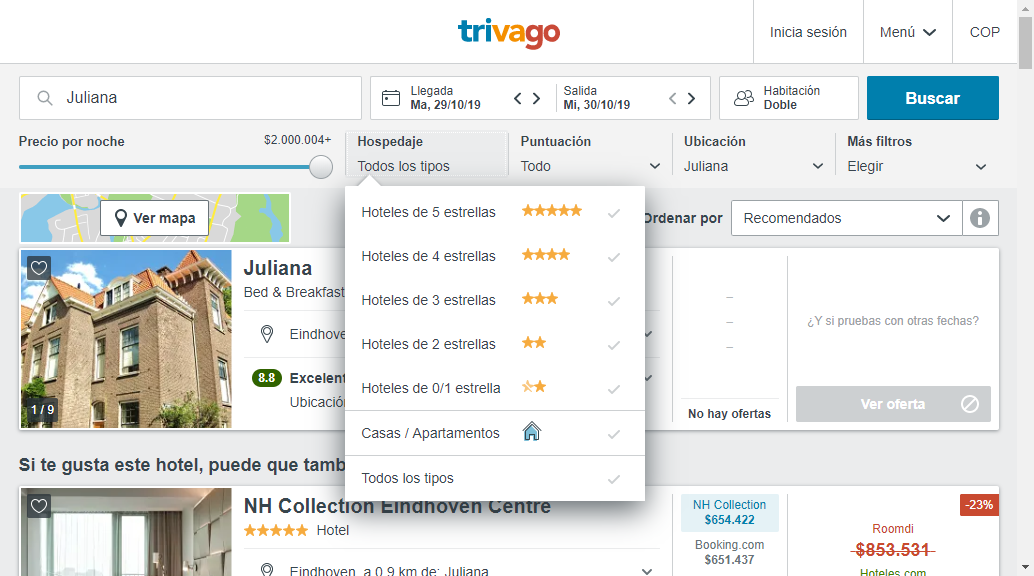 trivago
Inicia sesión
Menú
COP
Juliana
Llegada
Ma, 29/10/19
Salida
Mi, 30/10/19
Habitación
Doble
Buscar
Precio por noche
$2.000.004+
Hospedaje
Todos los tipos
Puntuación
Todo
Ubicación
Juliana
Más filtros
Elegir
Ver mapa
Hoteles de 5 estrellas
Hoteles de 4 estrellas
Hoteles de 3 estrellas
Hoteles de 2 estrellas
Hoteles de 0/1 estrella
Casas / Apartamentos
Todos los tipos
Ordenar por
Recomendados
Juliana
Bed & Breakfast
Eindhove
8.8 Excelent
Ubicació
1 / 9
–
–
–
No hay ofertas
¿Y si pruebas con otras fechas?
Ver oferta
Si te gusta este hotel, puede que tamb
NH Collection Eindhoven Centre
Hotel
Eindhoven, a 0.9 km de: Juliana
NH Collection
$654.422
Booking.com
$651.437
-23%
Roomdi
$853.531
Hoteles.com